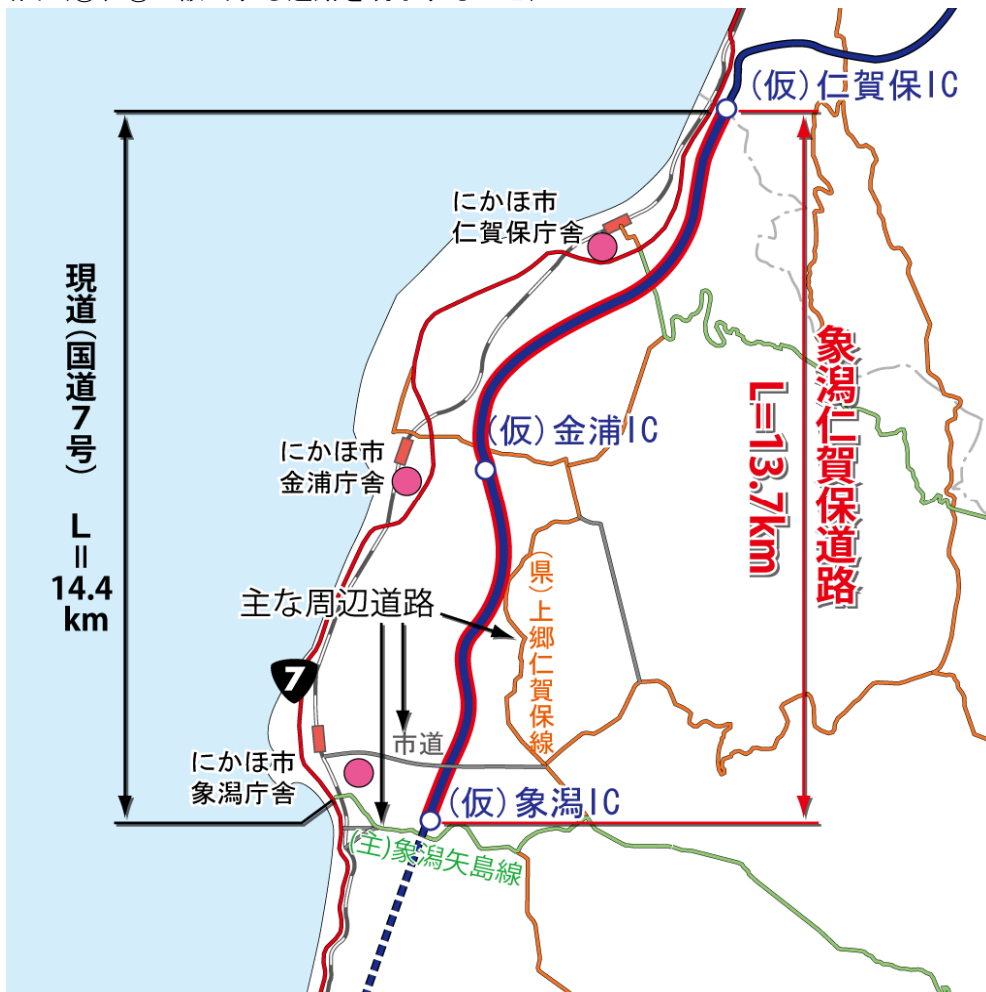 (仮)仁賀保IC
にかほ市
仁賀保庁舎
現道(国道7号) L=14.4km
象潟仁賀保道路
L=13.7km
(仮)金浦IC
にかほ市
金浦庁舎
主な周辺道路
(県)上郷仁賀保線
7
市道
にかほ市
象潟庁舎
(仮)象潟IC
(主)象潟矢島線